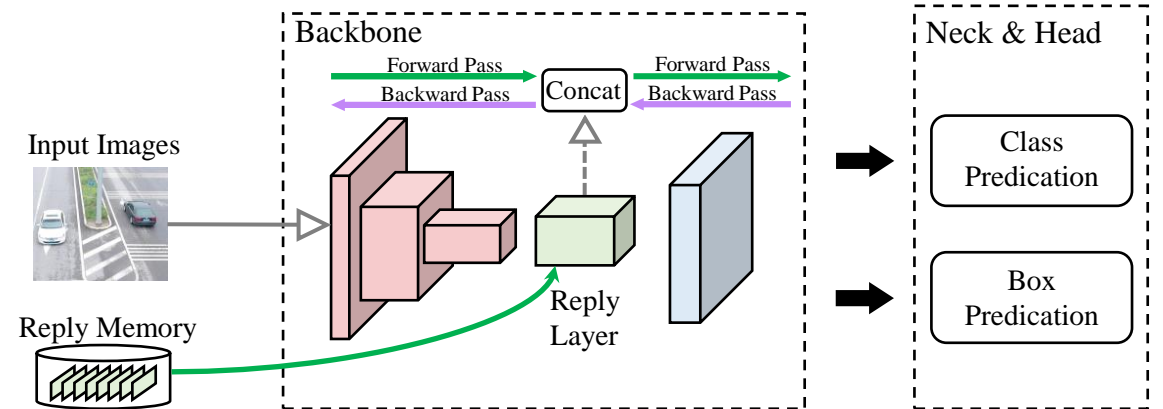 Backbone
Neck & Head
Forward Pass
Forward Pass
Backward Pass
Concat
Backward Pass
Input Images
Class
Predication
Reply
Layer
Box
Predication
Reply Memory